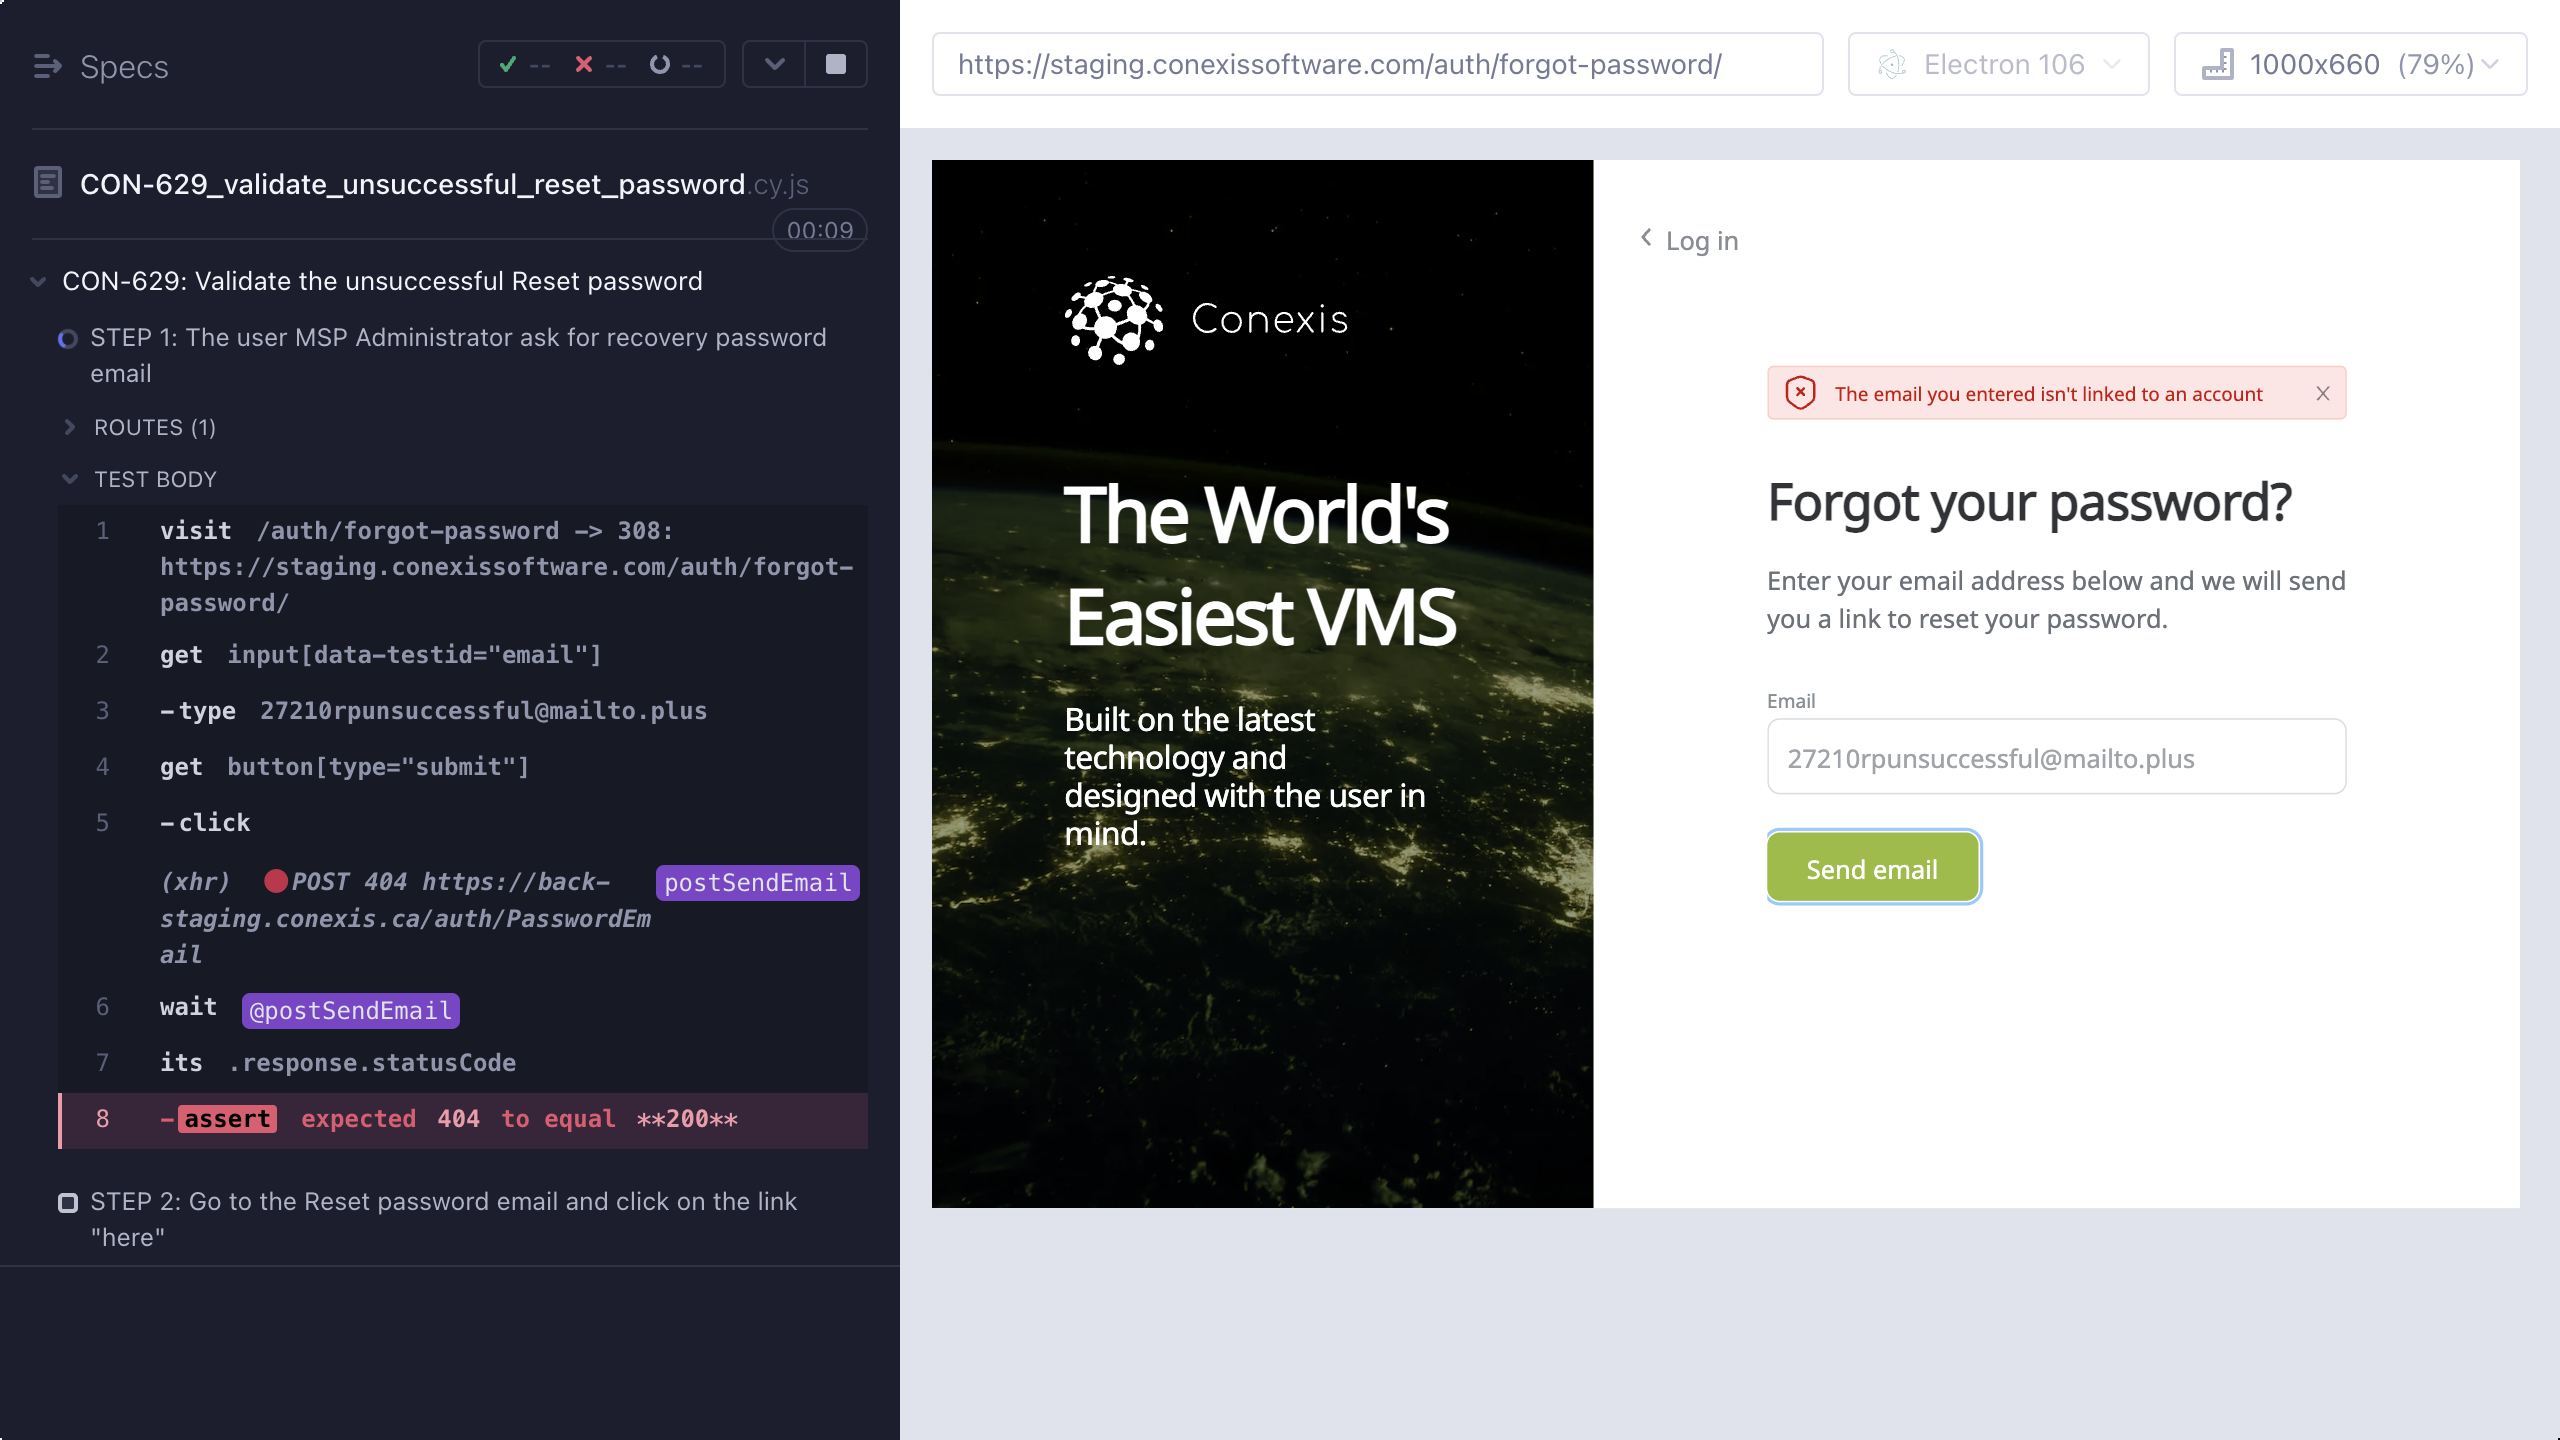 Specs
-- -- --
CON-629_validate_unsuccessful_reset_password.cy.js
00:09
CON-629: Validate the unsuccessful Reset password
STEP 1: The user MSP Administrator ask for recovery password
email
ROUTES (1)
TEST BODY
1 visit /auth/forgot-password -> 308:
https://staging.conexissoftware.com/auth/forgot-
password/
2 get input[data-testid="email"]
3 -type 27210rpunsuccessful@mailto.plus
4 get button[type="submit"]
5 -click
(xhr) POST 404 https://back- postSendEmail
staging.conexis.ca/auth/PasswordEm
ail
6 wait @postSendEmail
7 its .response.statusCode
8 -assert expected 404 to equal **200**
STEP 2: Go to the Reset password email and click on the link
"here"
https://staging.conexissoftware.com/auth/forgot-password/
Electron 106
1000x660 (79%)
Conexis
The World's
Easiest VMS
Built on the latest
technology and
designed with the user in
mind.
Log in
The email you entered isn't linked to an account
Forgot your password?
Enter your email address below and we will send
you a link to reset your password.
Email
27210rpunsuccessful@mailto.plus
Send email